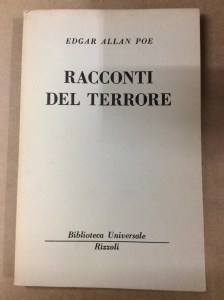 EDGAR ALLAN POE
RACCONTI
DEL TERRORE
Biblioteca Universale
Rizzoli